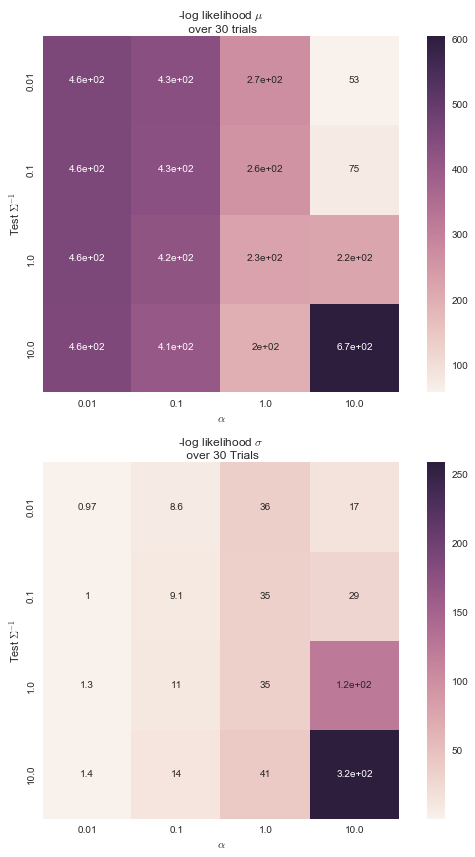 -log likelihood μ
over 30 trials
0.01 4.6e+02 4.3e+02 2.7e+02 53
0.1 4.6e+02 4.3e+02 2.6e+02 75
1.0 4.6e+02 4.2e+02 2.3e+02 2.2e+02
10.0 4.6e+02 4.1e+02 2e+02 6.7e+02
Test Σ⁻¹
0.01 0.1 1.0 10.0
α
600
500
400
300
200
100
-log likelihood σ
over 30 Trials
0.01 0.97 8.6 36 17
0.1 1 9.1 35 29
1.0 1.3 11 35 1.2e+02
10.0 1.4 14 41 3.2e+02
Test Σ⁻¹
0.01 0.1 1.0 10.0
α
250
200
150
100
50